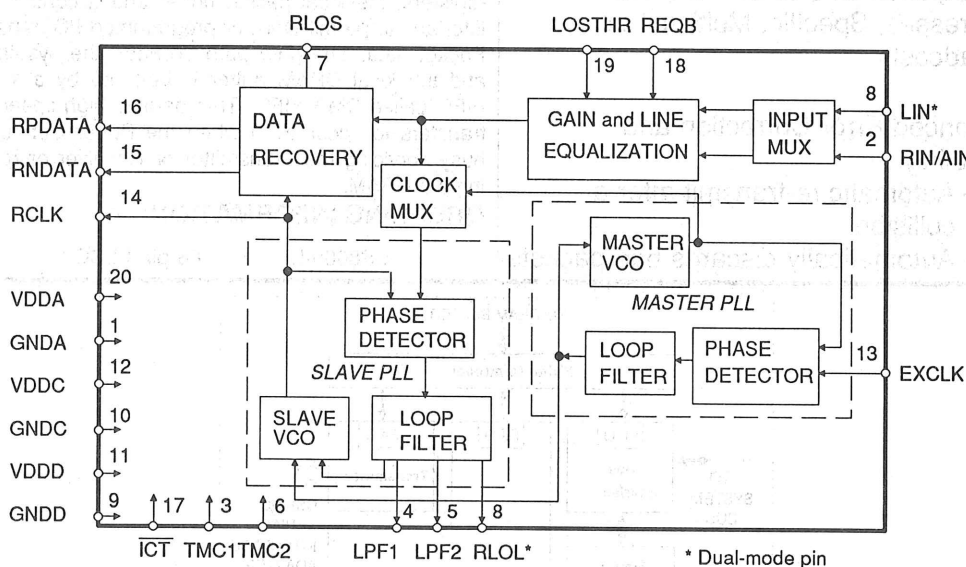 RLOS
LOSTHR REQB
7
19
18
16
RPDATA
15
RNDATA
14
RCLK
DATA
RECOVERY
GAIN and LINE
EQUALIZATION
INPUT
MUX
8
LIN*
2
RIN/AIN
CLOCK
MUX
MASTER
VCO
MASTER PLL
20
VDDA
1
GNDA
12
VDDC
10
GNDC
11
VDDD
9
GNDD
PHASE
DETECTOR
SLAVE PLL
LOOP
FILTER
PHASE
DETECTOR
13
EXCLK
SLAVE
VCO
LOOP
FILTER
17
3
6
4
5
8
ICT TMC1TMC2 LPF1 LPF2 RLOL*
* Dual-mode pin